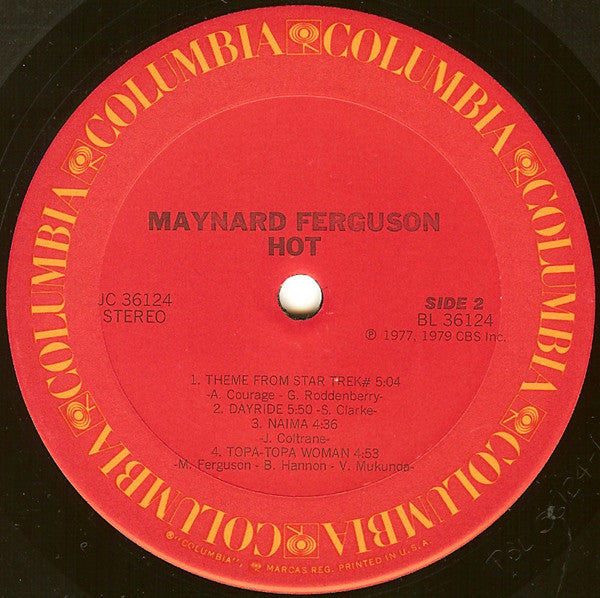 COLUMBIA COLUMBIA COLUMBIA COLUMBIA COLUMBIA COLUMBIA
MAYNARD FERGUSON
HOT
JC 36124
STEREO
SIDE 2
BL 36124
℗ 1977, 1979 CBS Inc.
1. THEME FROM STAR TREK# 5:04
-A. Courage - G. Roddenberry-
2. DAYRIDE 5:50 -S. Clarke-
3. NAIMA 4:36
-J. Coltrane-
4. TOPA-TOPA WOMAN 4:53
-M. Ferguson - B. Hannon - V. Mukunda-
® "COLUMBIA", MARCAS REG. PRINTED IN U.S.A.